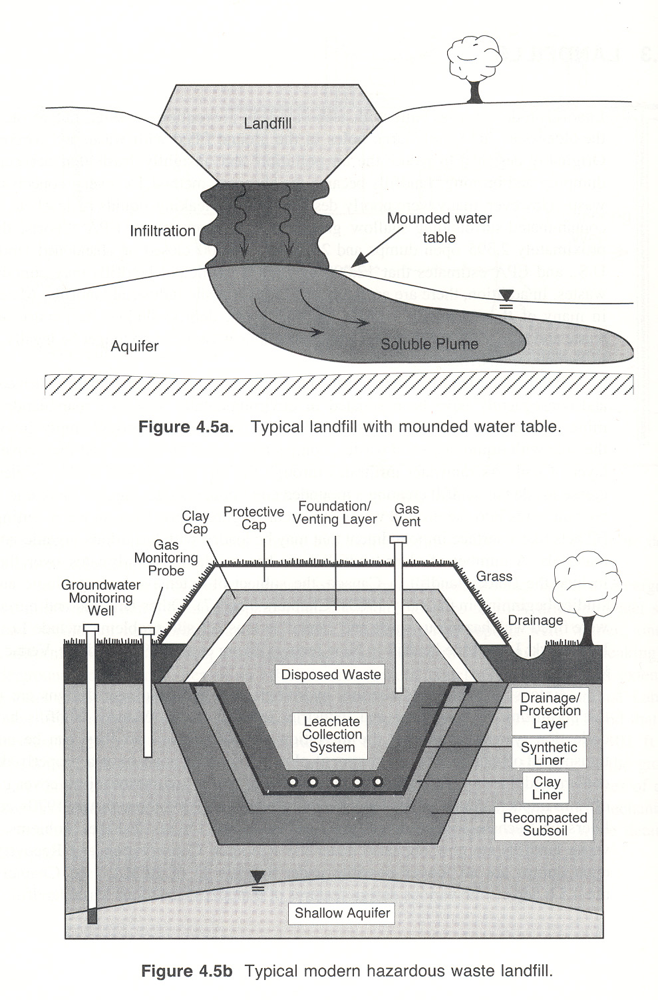 Landfill
Infiltration
Mounded water
table
Aquifer
Soluble Plume
Figure 4.5a. Typical landfill with mounded water table.
Foundation/
Venting Layer
Gas
Vent
Protective
Cap
Clay
Cap
Gas
Monitoring
Probe
Groundwater
Monitoring
Well
Grass
Drainage
Disposed Waste
Leachate
Collection
System
Drainage/
Protection
Layer
Synthetic
Liner
Clay
Liner
Recompacted
Subsoil
Shallow Aquifer
Figure 4.5b Typical modern hazardous waste landfill.